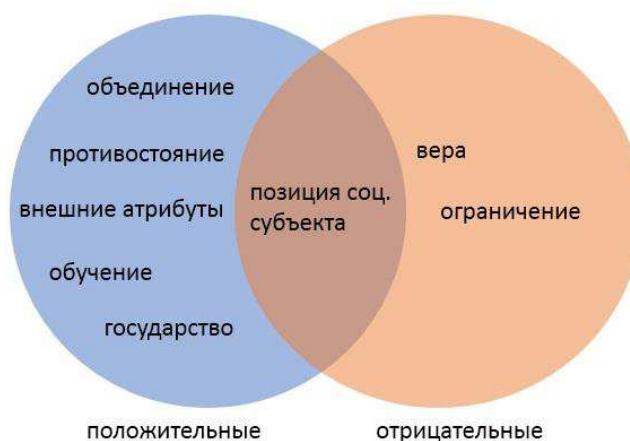 объединение
противостояние
внешние атрибуты
обучение
государство
позиция соц.
субъекта
вера
ограничение
положительные
отрицательные